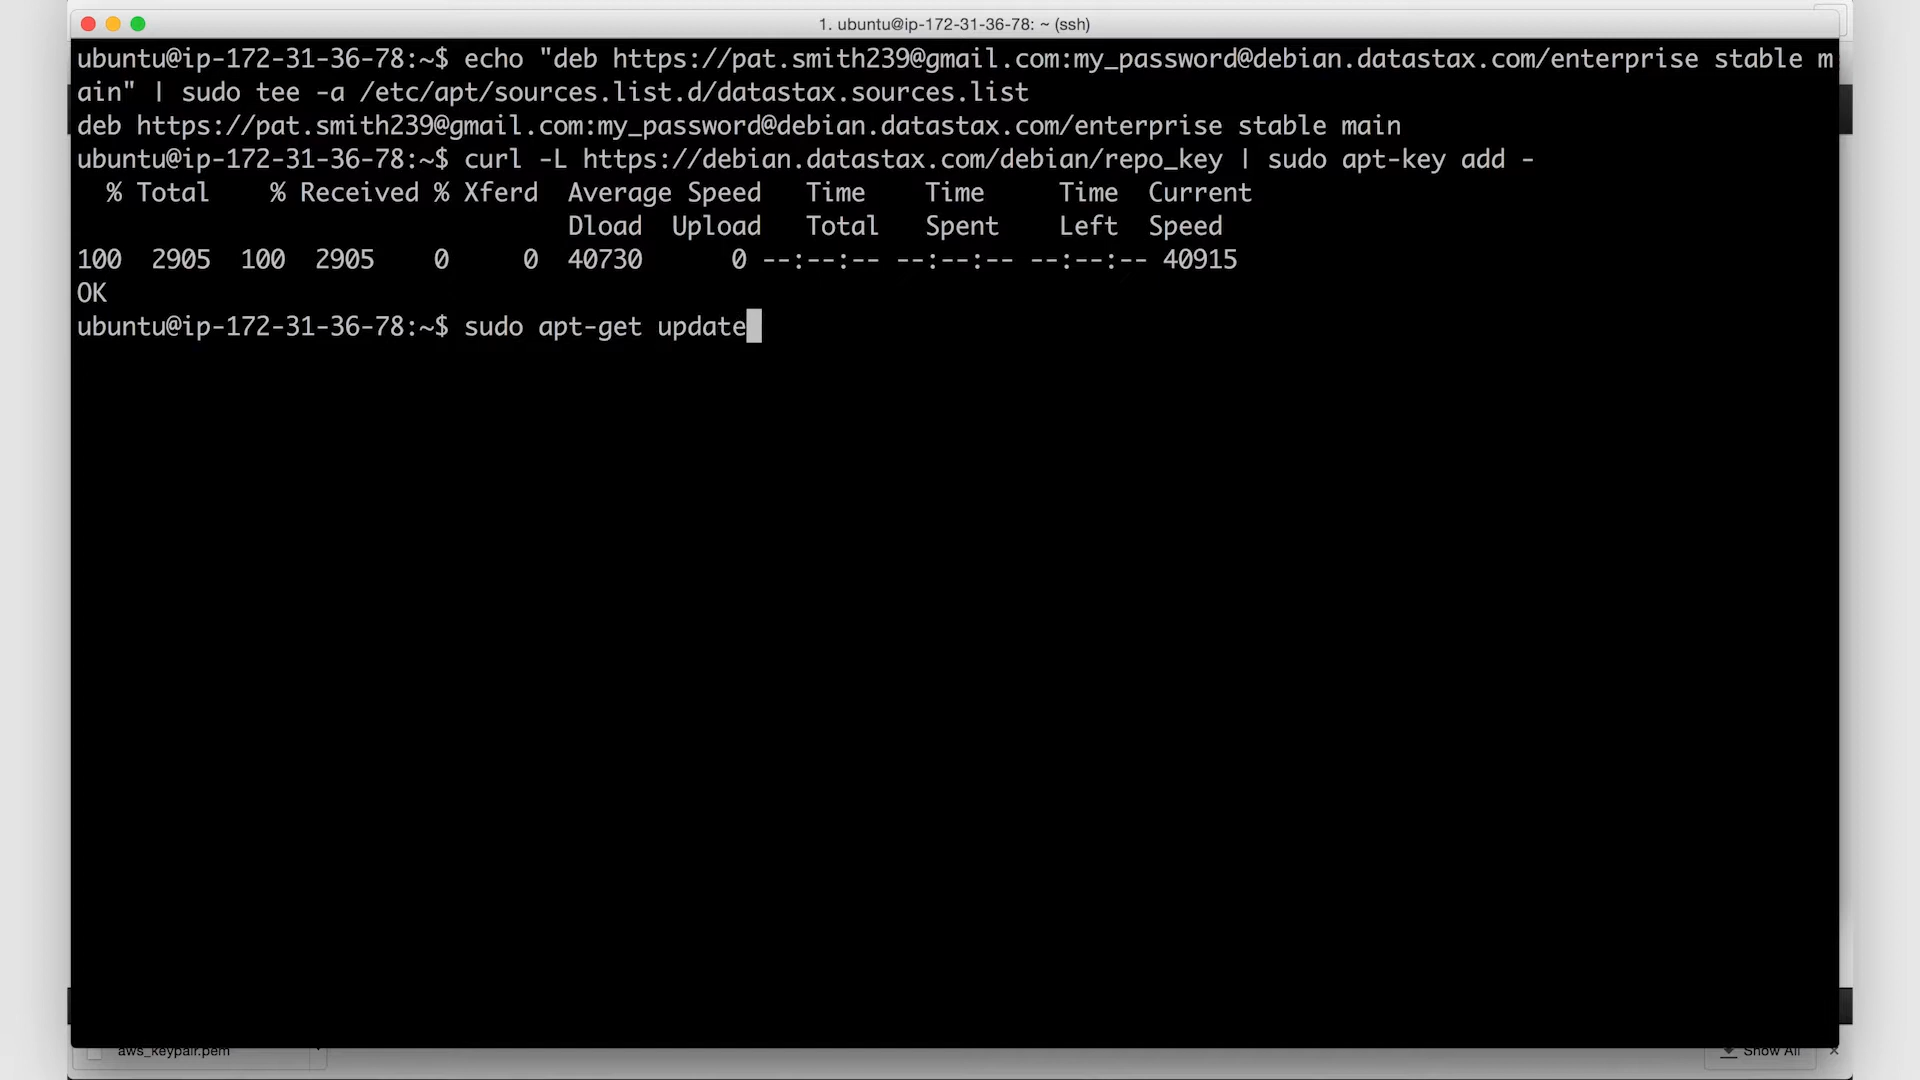 1. ubuntu@ip-172-31-36-78: ~ (ssh)
ubuntu@ip-172-31-36-78:~$ echo "deb https://pat.smith239@gmail.com:my_password@debian.datastax.com/enterprise stable m
ain" | sudo tee -a /etc/apt/sources.list.d/datastax.sources.list
deb https://pat.smith239@gmail.com:my_password@debian.datastax.com/enterprise stable main
ubuntu@ip-172-31-36-78:~$ curl -L https://debian.datastax.com/debian/repo_key | sudo apt-key add -
% Total % Received % Xferd Average Speed Time Time Time Current
Dload Upload Total Spent Left Speed
100 2905 100 2905 0 0 40730 0 --:--:-- --:--:-- --:--:-- 40915
OK
ubuntu@ip-172-31-36-78:~$ sudo apt-get update
aws_keypair.pem
Show All